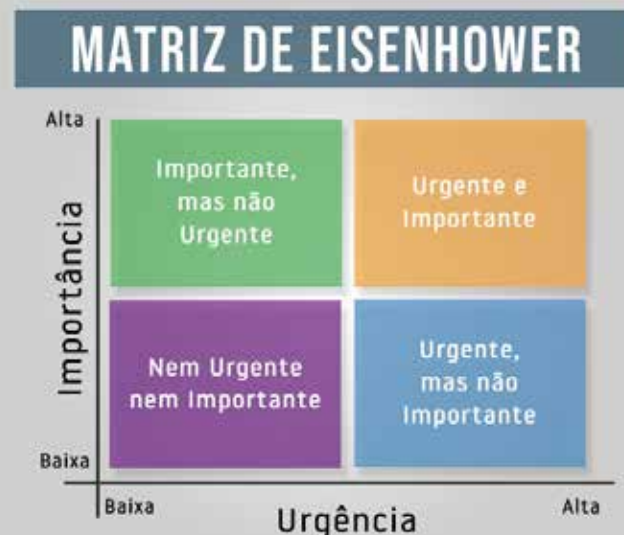 MATRIZ DE EISENHOWER
Alta
Importância
Importante,
mas não
Urgente
Urgente e
Importante
Nem Urgente
nem Importante
Urgente,
mas não
Importante
Baixa
Baixa
Urgência
Alta